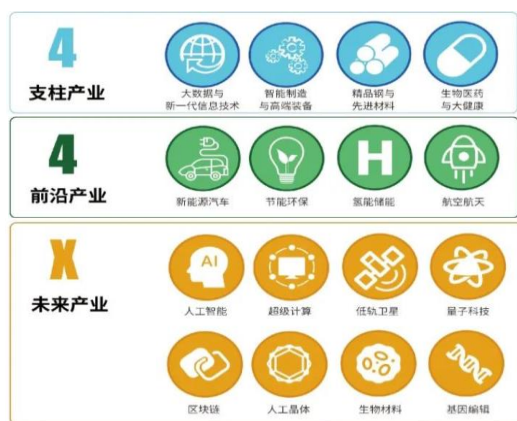 4
支柱产业
大数据与
新一代信息技术
智能制造
与高端装备
精品钢与
先进材料
生物医药
与大健康
4
前沿产业
新能源汽车
节能环保
H
氢能储能
航空航天
X
未来产业
AI
人工智能
超级计算
低轨卫星
量子科技
区块链
人工晶体
生物材料
基因编辑